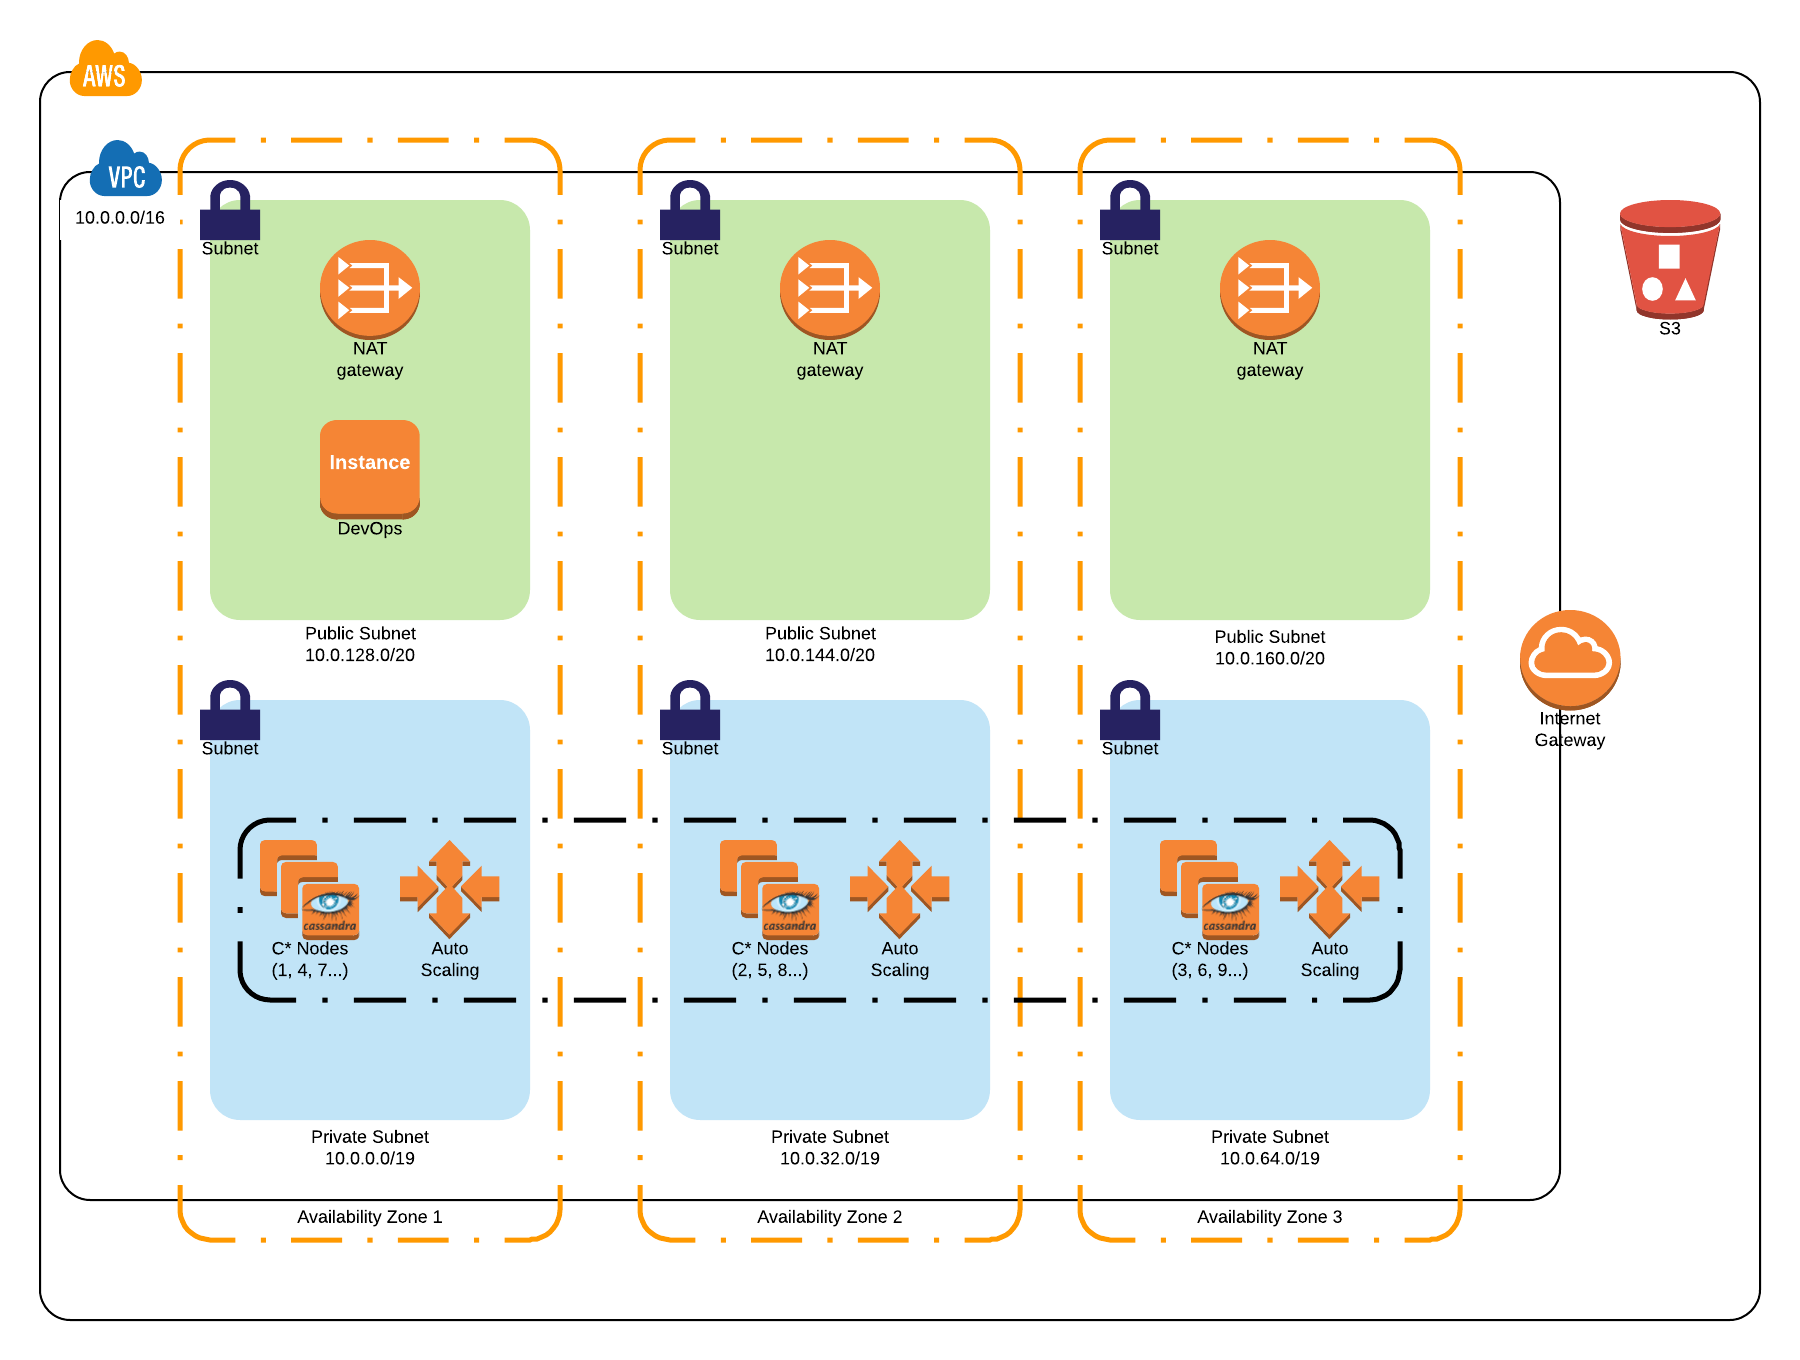 AWS
VPC
10.0.0.0/16
Subnet
NAT
gateway
Instance
DevOps
Public Subnet
10.0.128.0/20
Subnet
NAT
gateway
Public Subnet
10.0.144.0/20
Subnet
NAT
gateway
Public Subnet
10.0.160.0/20
S3
Internet
Gateway
Subnet
cassandra
C* Nodes
(1, 4, 7...)
Auto
Scaling
Private Subnet
10.0.0.0/19
Subnet
cassandra
C* Nodes
(2, 5, 8...)
Auto
Scaling
Private Subnet
10.0.32.0/19
Subnet
cassandra
C* Nodes
(3, 6, 9...)
Auto
Scaling
Private Subnet
10.0.64.0/19
Availability Zone 1
Availability Zone 2
Availability Zone 3